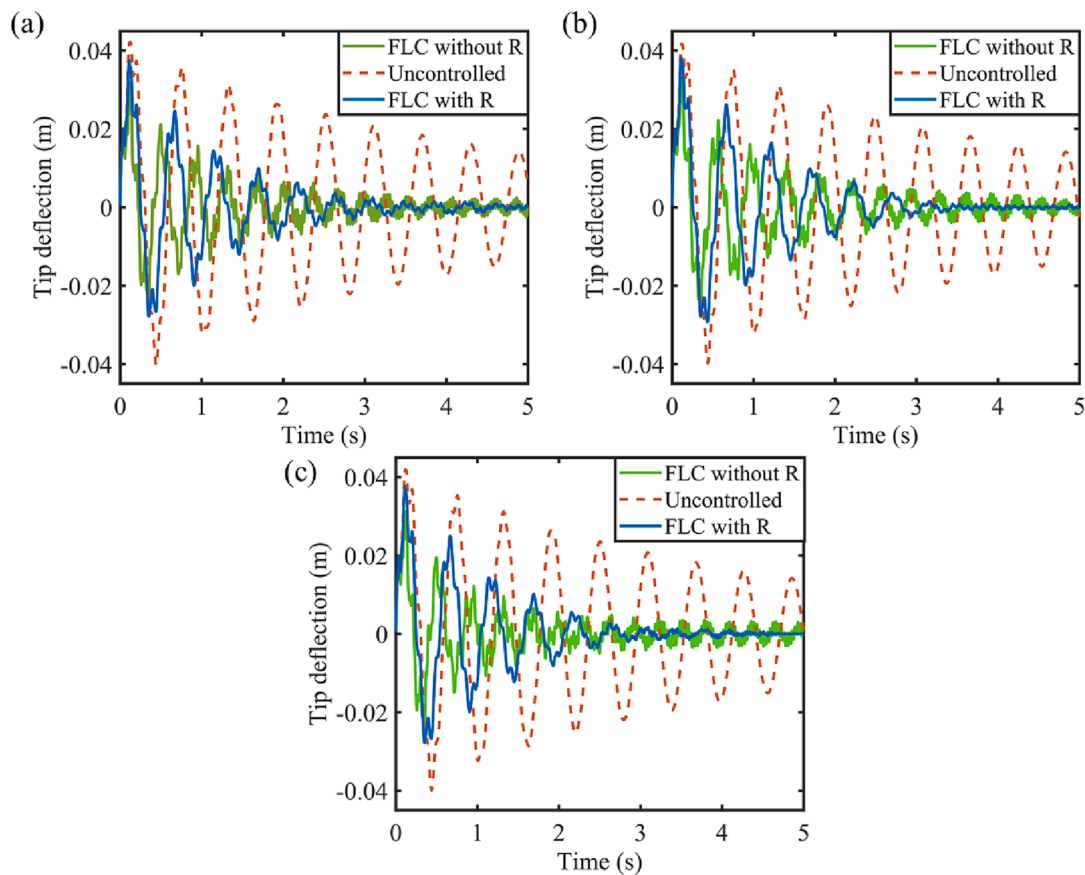 (a)
FLC without R
Uncontrolled
FLC with R
0.04
0.02
0
-0.02
-0.04
Tip deflection (m)
0 1 2 3 4 5
Time (s)
(b)
FLC without R
Uncontrolled
FLC with R
0.04
0.02
0
-0.02
-0.04
Tip deflection (m)
0 1 2 3 4 5
Time (s)
(c)
FLC without R
Uncontrolled
FLC with R
0.04
0.02
0
-0.02
-0.04
Tip deflection (m)
0 1 2 3 4 5
Time (s)